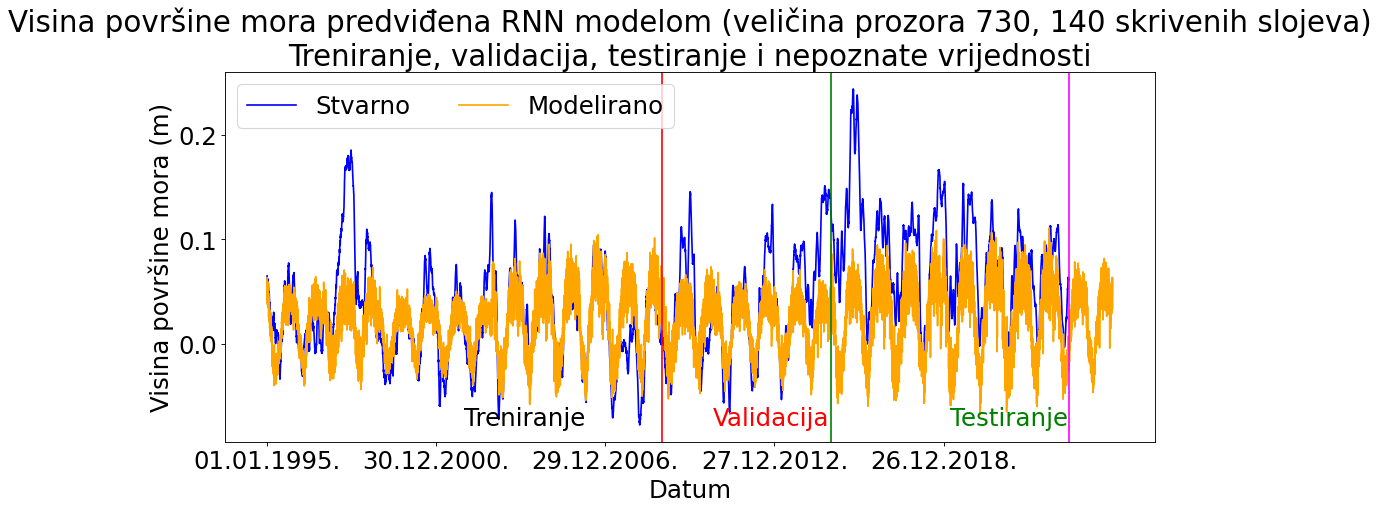 Visina površine mora predviđena RNN modelom (veličina prozora 730, 140 skrivenih slojeva)
Treniranje, validacija, testiranje i nepoznate vrijednosti
Stvarno Modelirano
Visina površine mora (m)
0.2
0.1
0.0
Treniranje Validacija Testiranje
01.01.1995. 30.12.2000. 29.12.2006. 27.12.2012. 26.12.2018.
Datum